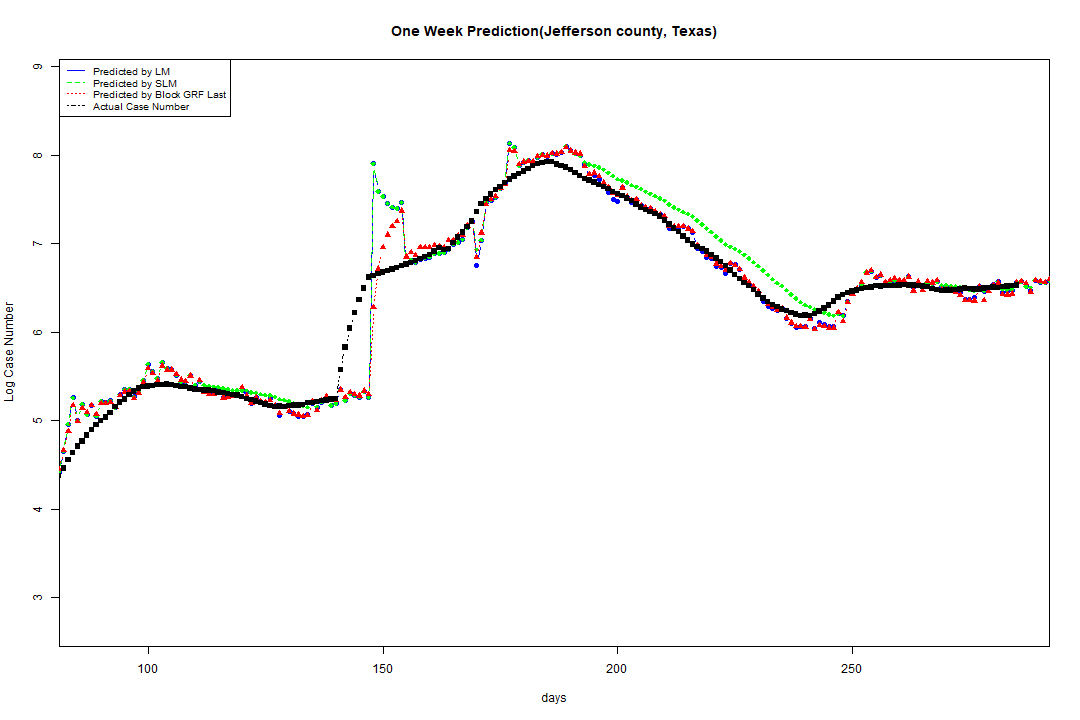 One Week Prediction(Jefferson county, Texas)
Predicted by LM
Predicted by SLM
Predicted by Block GRF Last
Actual Case Number
9
8
7
6
5
4
3
Log Case Number
100 150 200 250
days